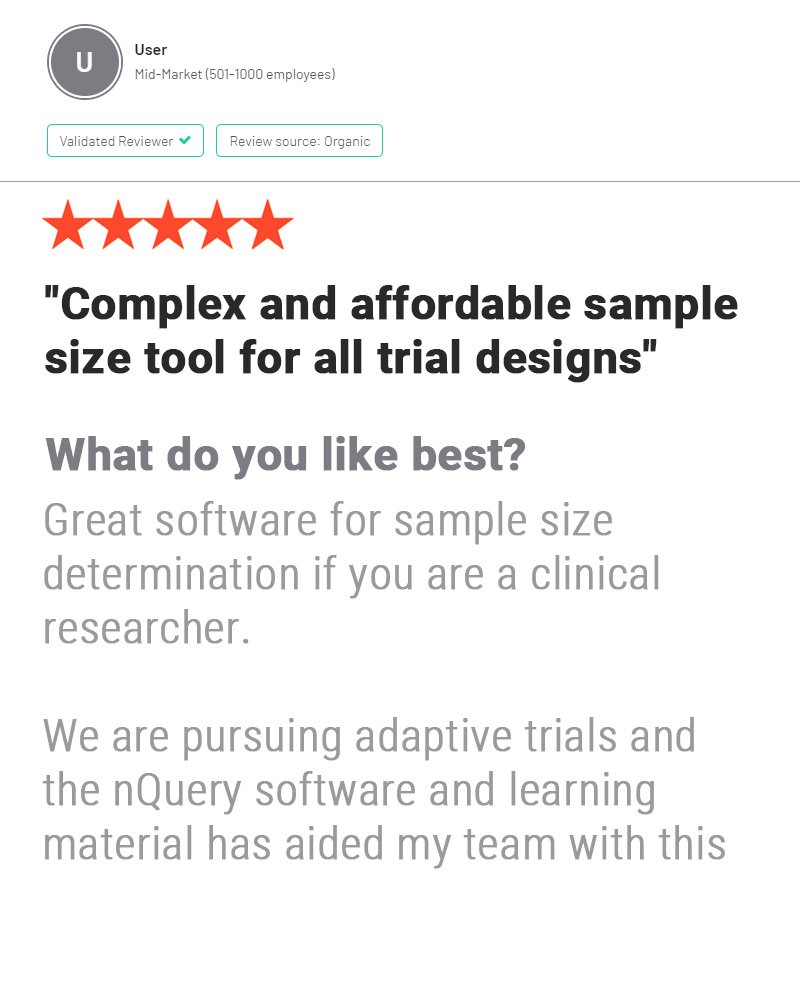 U
User
Mid-Market (501-1000 employees)
Validated Reviewer
Review source: Organic
"Complex and affordable sample
size tool for all trial designs"
What do you like best?
Great software for sample size
determination if you are a clinical
researcher.
We are pursuing adaptive trials and
the nQuery software and learning
material has aided my team with this